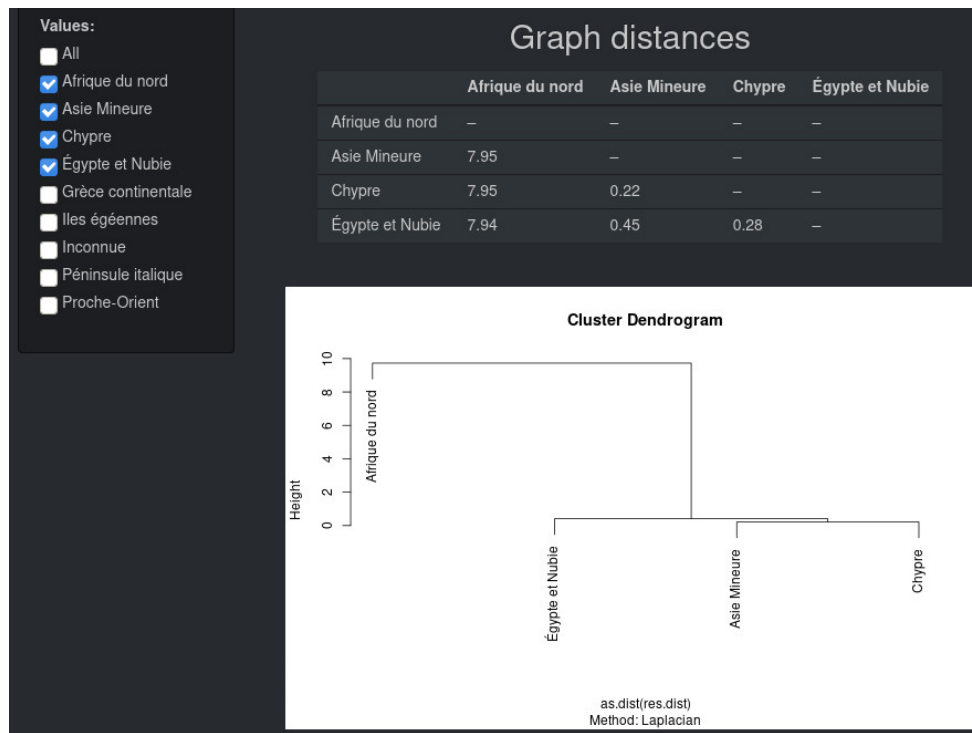 Values:
All
Afrique du nord
Asie Mineure
Chypre
Égypte et Nubie
Grèce continentale
Iles égéennes
Inconnue
Péninsule italique
Proche-Orient
Graph distances
Afrique du nord Asie Mineure Chypre Égypte et Nubie
Afrique du nord – – – –
Asie Mineure 7.95 – – –
Chypre 7.95 0.22 – –
Égypte et Nubie 7.94 0.45 0.28 –
Cluster Dendrogram
Height
10
8
6
4
2
0
Afrique du nord
Égypte et Nubie
Asie Mineure
Chypre
as.dist(res.dist)
Method: Laplacian